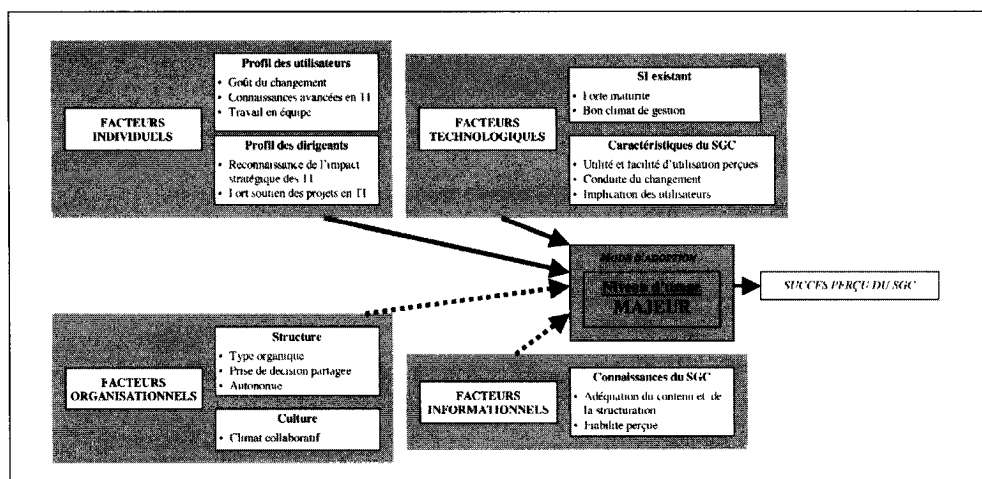 Profil des utilisateurs
• Goût du changement
• Connaissances avancées en TI
• Travail en équipe
FACTEURS
INDIVIDUELS
Profil des dirigeants
• Reconnaissance de l'impact
stratégique des TI
• Fort soutien des projets en TI
SI existant
• Forte maturité
• Bon climat de gestion
FACTEURS
TECHNOLOGIQUES
Caractéristiques du SGC
• Utilité et facilité d'utilisation perçues
• Conduite du changement
• Implication des utilisateurs
MODE D'ADOPTION
Niveau d'usage
MAJEUR
SUCCES PERÇU DU SGC
Structure
• Type organique
• Prise de décision partagée
• Autonomie
FACTEURS
ORGANISATIONNELS
Culture
• Climat collaboratif
FACTEURS
INFORMATIONNELS
Connaissances du SGC
• Adéquation du contenu et de
la structuration
• Fiabilité perçue